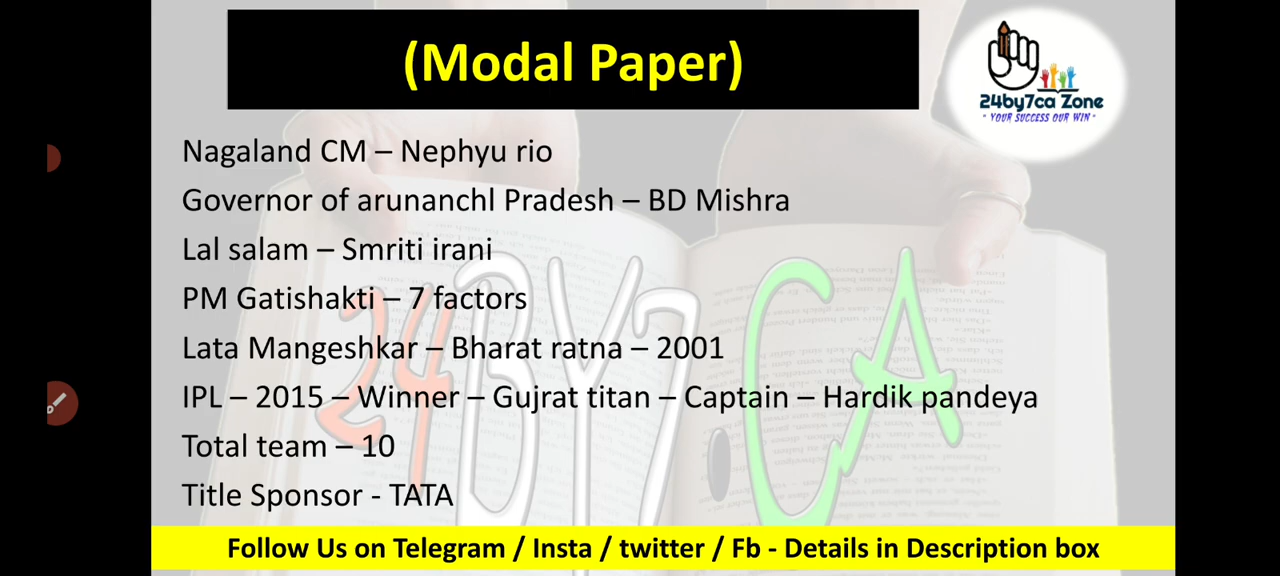 (Modal Paper)
24by7ca Zone
" YOUR SUCCESS OUR WIN "
Nagaland CM – Nephyu rio
Governor of arunanchl Pradesh – BD Mishra
Lal salam – Smriti irani
PM Gatishakti – 7 factors
Lata Mangeshkar – Bharat ratna – 2001
IPL – 2015 – Winner – Gujrat titan – Captain – Hardik pandeya
Total team – 10
Title Sponsor - TATA
24BY7.CA
Follow Us on Telegram / Insta / twitter / Fb - Details in Description box